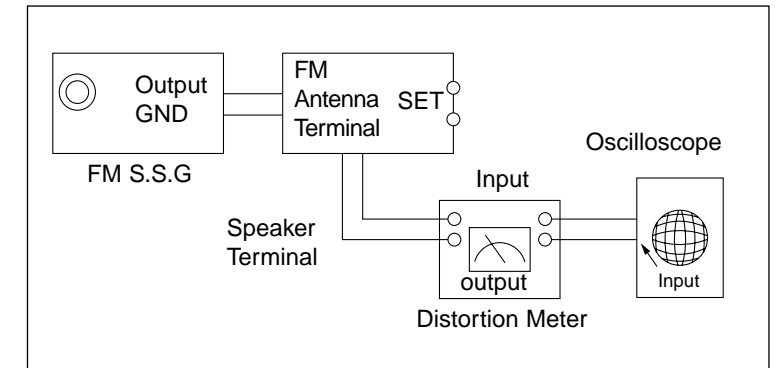 Output
GND
FM S.S.G
FM
Antenna
Terminal
SET
Speaker
Terminal
Input
output
Distortion Meter
Oscilloscope
Input